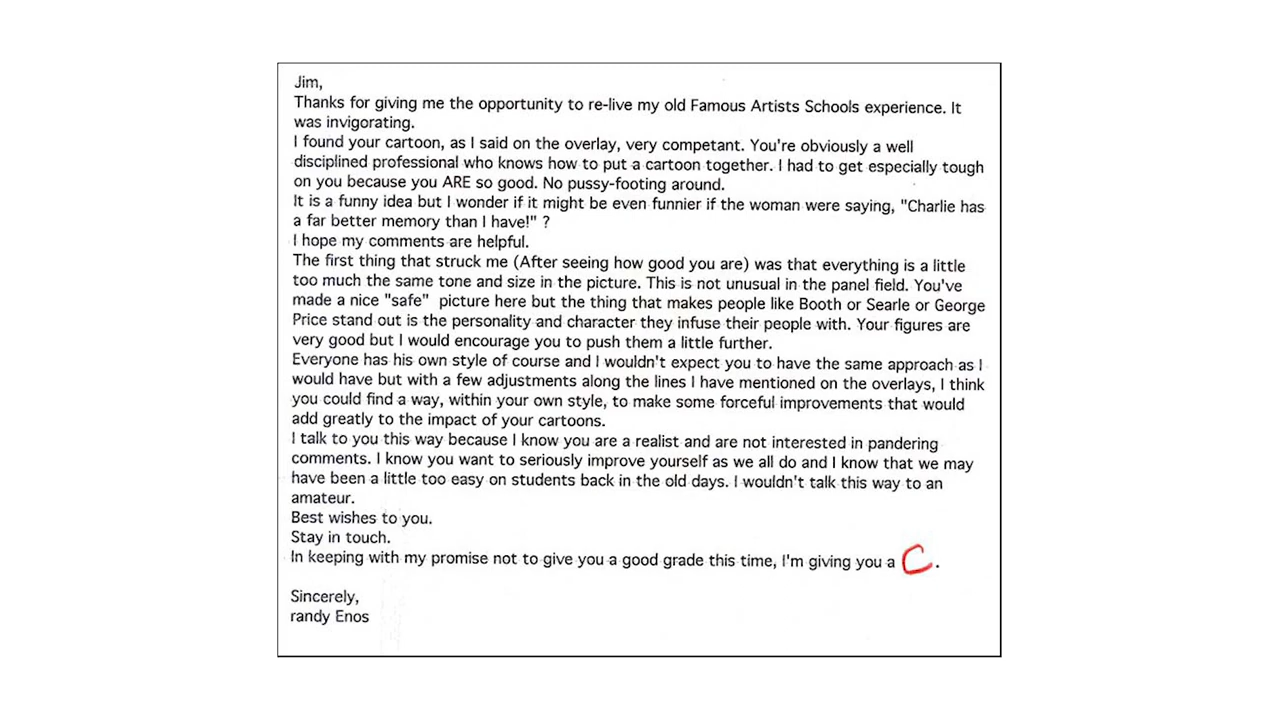 Jim,
Thanks for giving me the opportunity to re-live my old Famous Artists Schools experience. It
was invigorating.
I found your cartoon, as I said on the overlay, very competant. You're obviously a well
disciplined professional who knows how to put a cartoon together. I had to get especially tough
on you because you ARE so good. No pussy-footing around.
It is a funny idea but I wonder if it might be even funnier if the woman were saying, "Charlie has
a far better memory than I have!" ?
I hope my comments are helpful.
The first thing that struck me (After seeing how good you are) was that everything is a little
too much the same tone and size in the picture. This is not unusual in the panel field. You've
made a nice "safe" picture here but the thing that makes people like Booth or Searle or George
Price stand out is the personality and character they infuse their people with. Your figures are
very good but I would encourage you to push them a little further.
Everyone has his own style of course and I wouldn't expect you to have the same approach as I
would have but with a few adjustments along the lines I have mentioned on the overlays, I think
you could find a way, within your own style, to make some forceful improvements that would
add greatly to the impact of your cartoons.
I talk to you this way because I know you are a realist and are not interested in pandering
comments. I know you want to seriously improve yourself as we all do and I know that we may
have been a little too easy on students back in the old days. I wouldn't talk this way to an
amateur.
Best wishes to you.
Stay in touch.
In keeping with my promise not to give you a good grade this time, I'm giving you a C.
Sincerely,
randy Enos